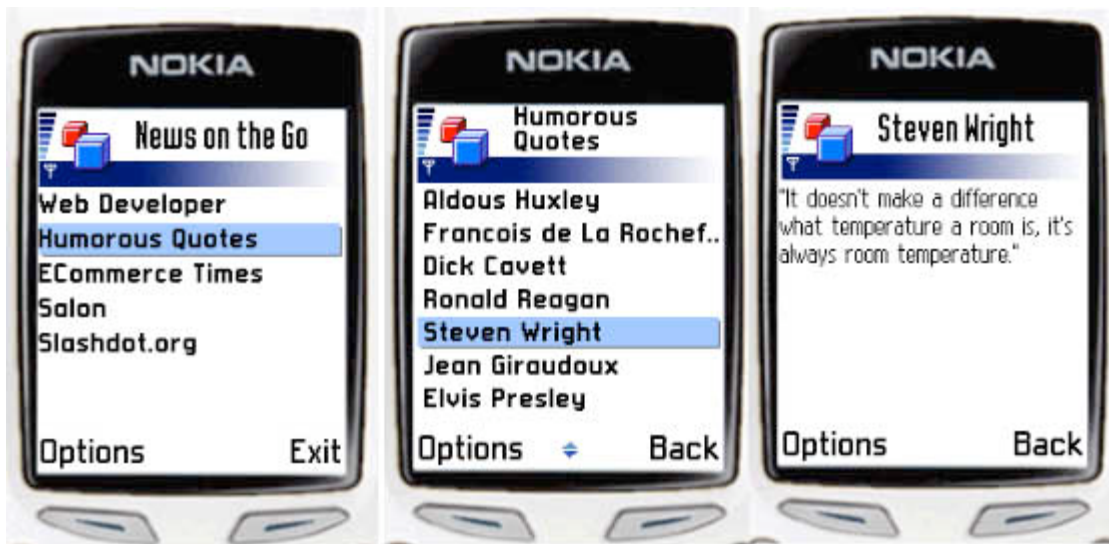 NOKIA
News on the Go
Web Developer
Humorous Quotes
ECommerce Times
Salon
Slashdot.org
Options Exit
NOKIA
Humorous
Quotes
Aldous Huxley
Francois de La Rochef..
Dick Cavett
Ronald Reagan
Steven Wright
Jean Giraudoux
Elvis Presley
Options Back
NOKIA
Steven Wright
"It doesn't make a difference
what temperature a room is, it's
always room temperature."
Options Back